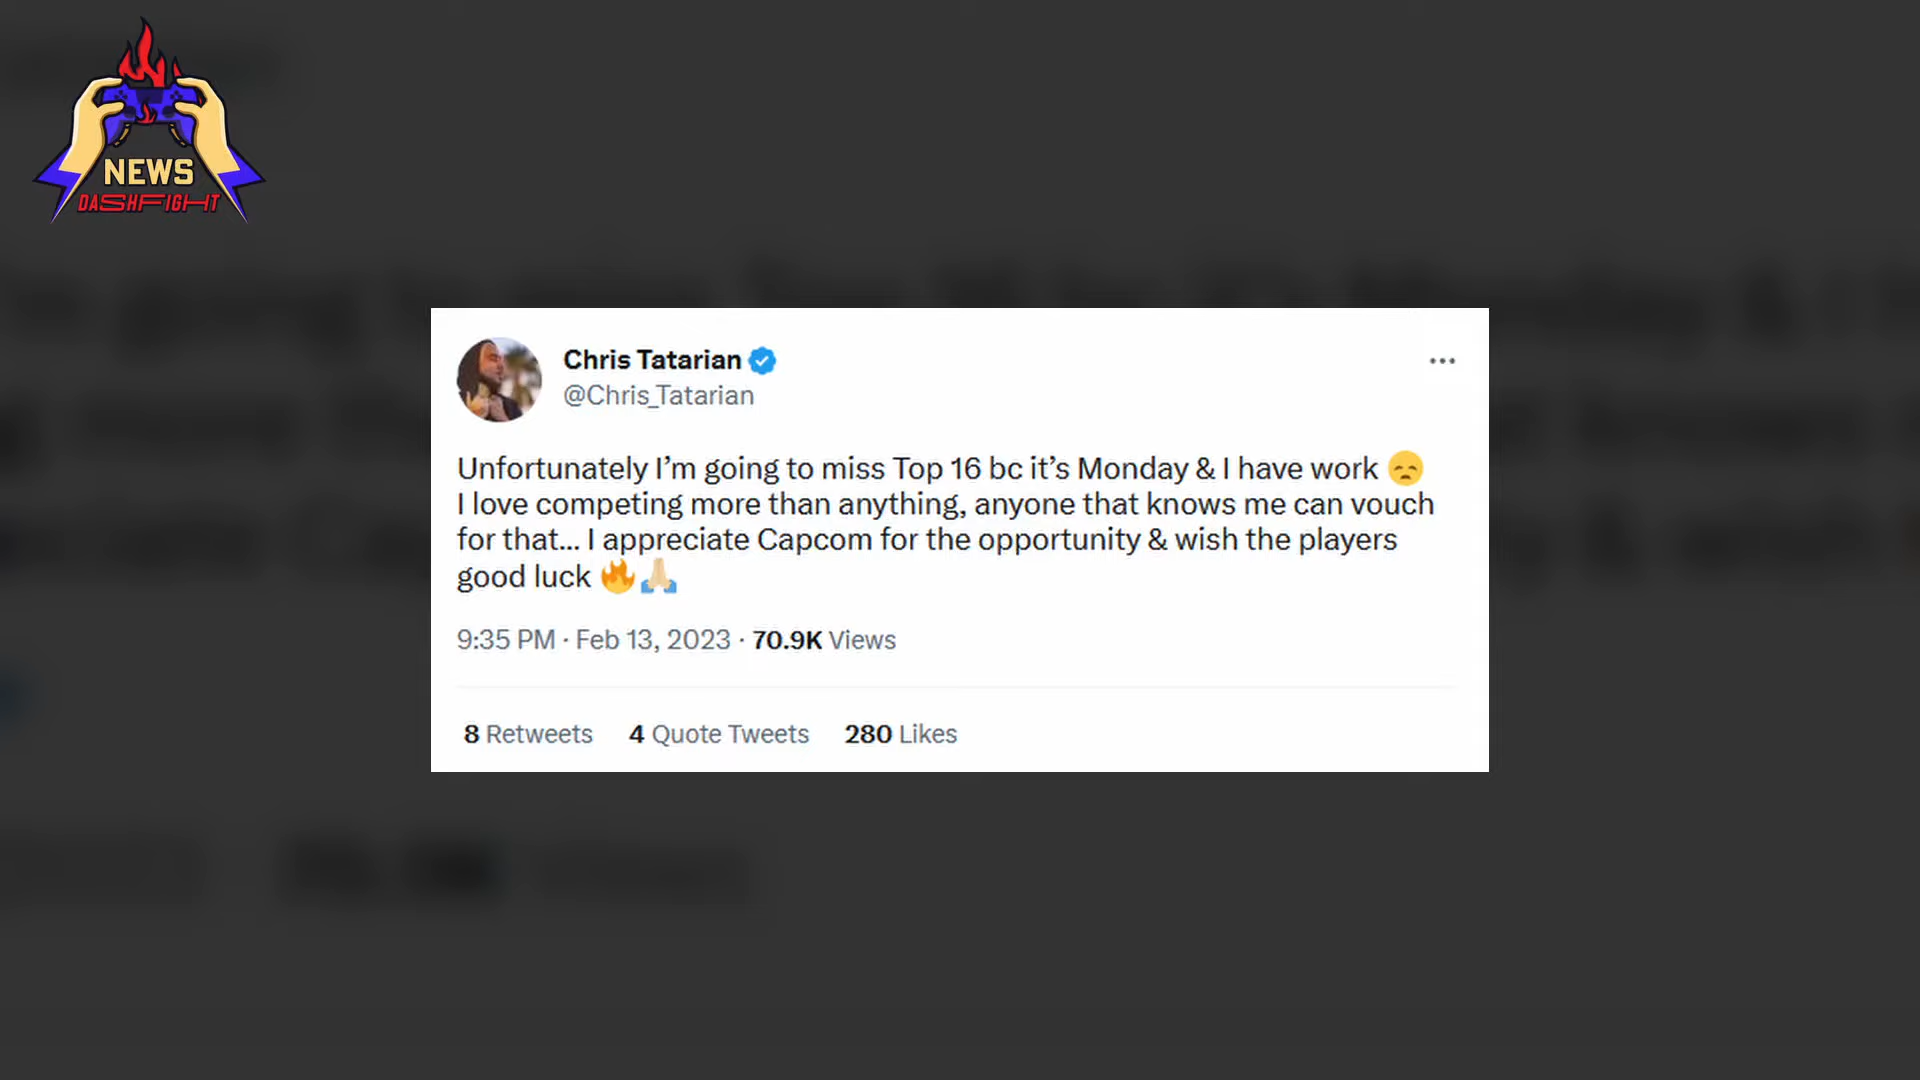 NEWS
DASHFIGHT
Chris Tatarian
@Chris_Tatarian
Unfortunately I’m going to miss Top 16 bc it’s Monday & I have work 😞
I love competing more than anything, anyone that knows me can vouch
for that... I appreciate Capcom for the opportunity & wish the players
good luck 🔥🙏🏼
9:35 PM · Feb 13, 2023 · 70.9K Views
8 Retweets 4 Quote Tweets 280 Likes